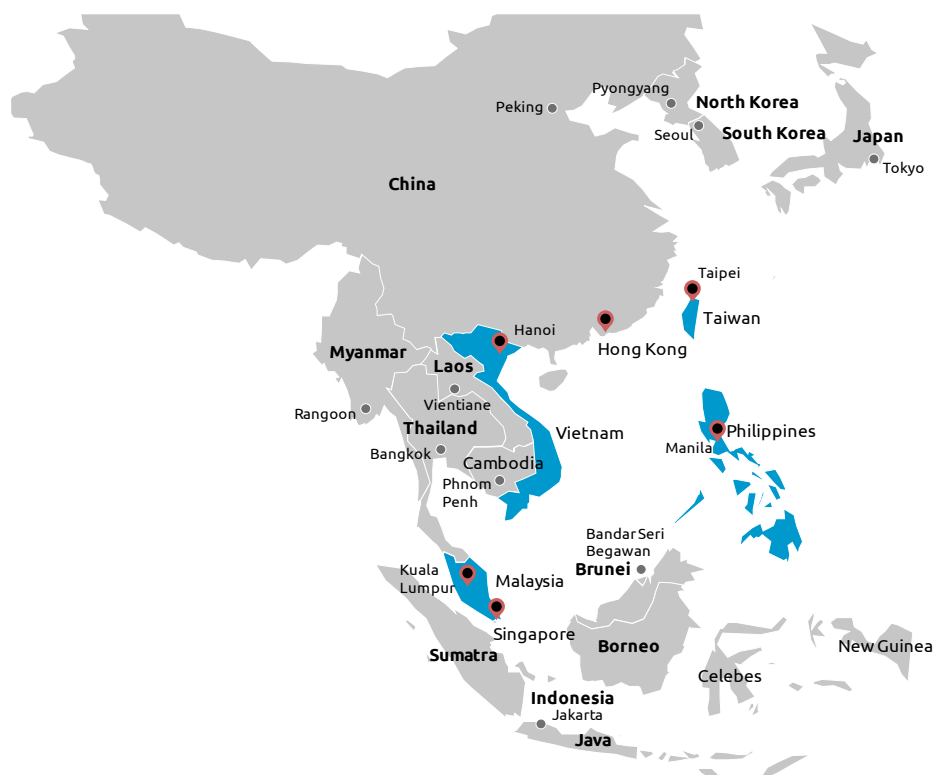 Pyongyang
North Korea
Peking
Seoul
South Korea
Japan
Tokyo
China
Taipei
Taiwan
Hanoi
Hong Kong
Myanmar
Laos
Vientiane
Rangoon
Thailand
Vietnam
Philippines
Manila
Bangkok
Cambodia
Phnom
Penh
Bandar Seri
Begawan
Brunei
Kuala
Lumpur
Malaysia
Singapore
Sumatra
Borneo
New Guinea
Celebes
Indonesia
Jakarta
Java